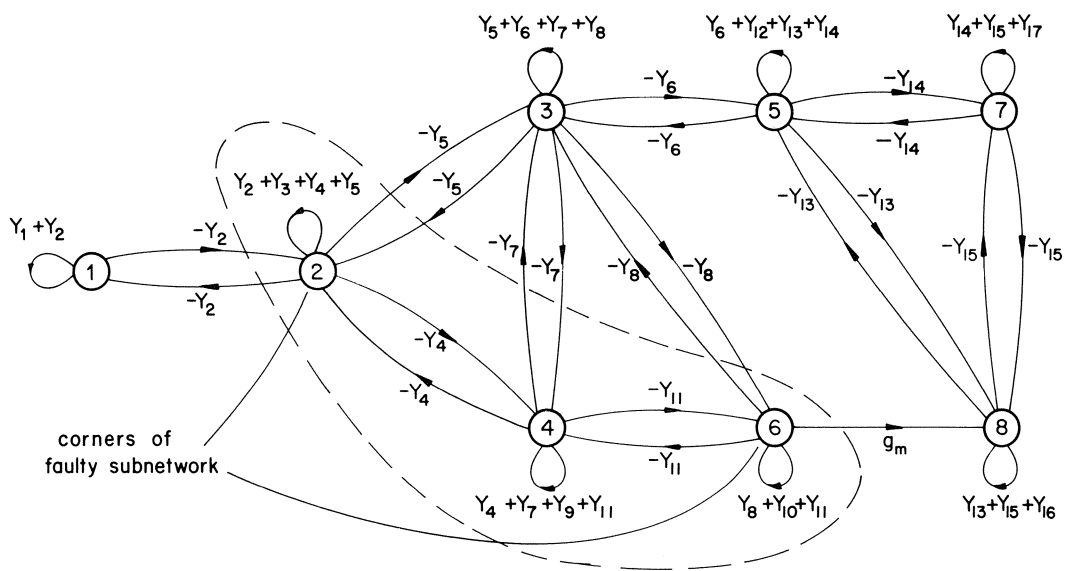 Y5+Y6+Y7+Y8
Y6+Y12+Y13+Y14
Y14+Y15+Y17
-Y6
-Y14
3
5
7
-Y5
-Y6
-Y14
Y2+Y3+Y4+Y5
-Y5
-Y13
-Y13
Y1+Y2
-Y2
-Y7
-Y7
-Y8
-Y8
-Y15
-Y15
1
2
-Y2
-Y4
-Y4
-Y11
corners of
faulty subnetwork
4
6
8
-Y11
gm
Y4+Y7+Y9+Y11
Y8+Y10+Y11
Y13+Y15+Y16